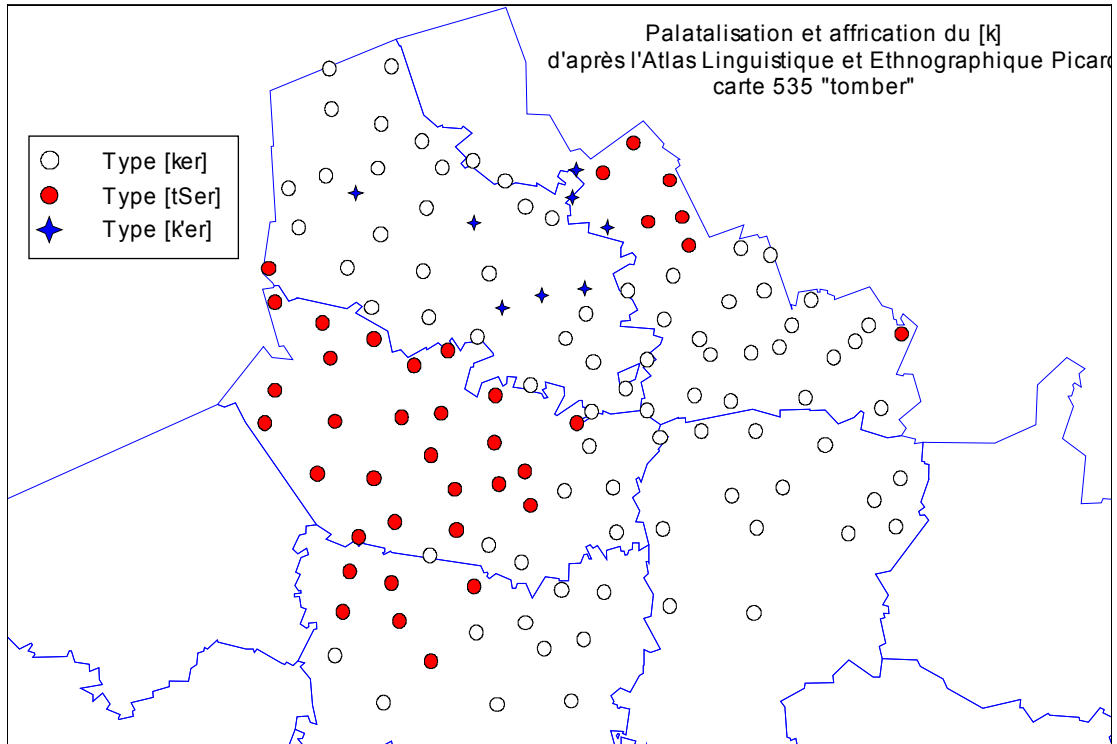 Palatalisation et affrication du [k]
d'après l'Atlas Linguistique et Ethnographique Picard
carte 535 "tomber"
Type [ker]
Type [tSer]
Type [k'er]